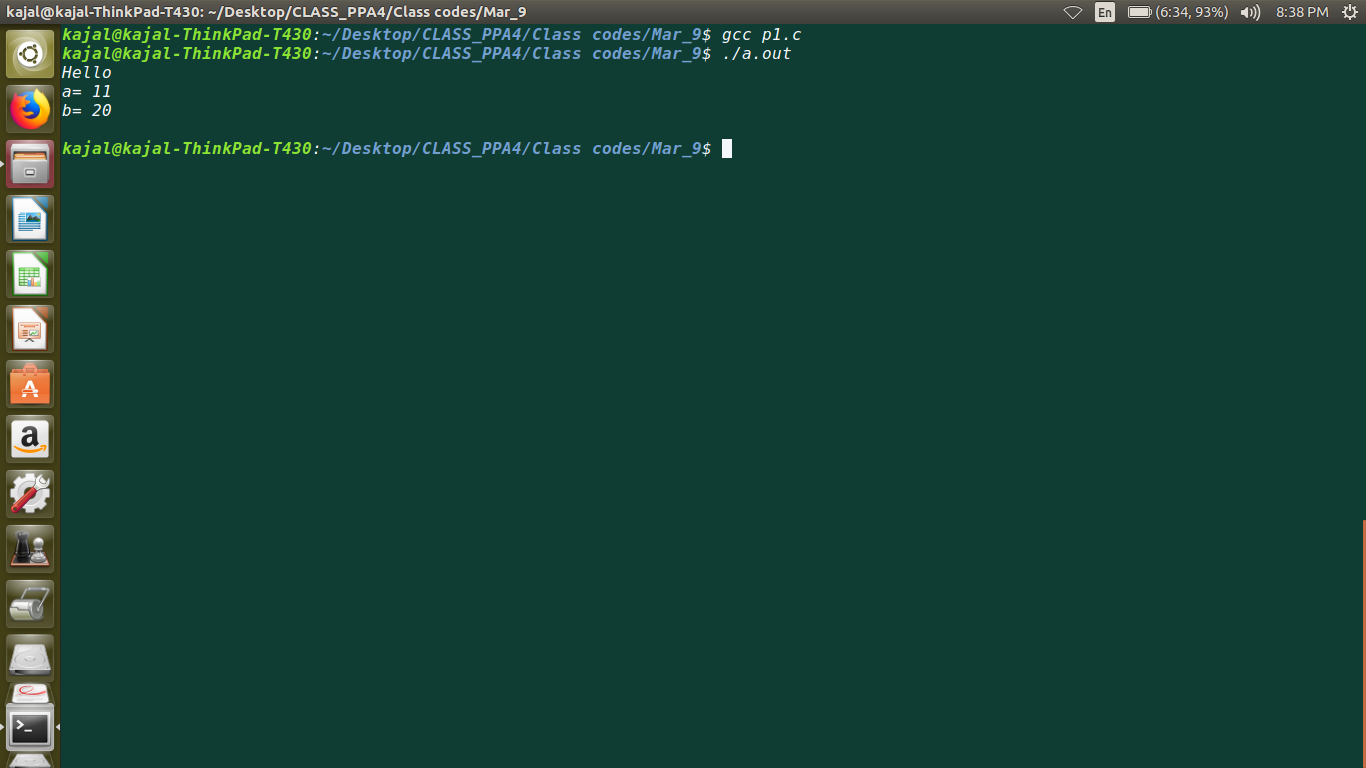 kajal@kajal-ThinkPad-T430: ~/Desktop/CLASS_PPA4/Class codes/Mar_9
En
(6:34, 93%)
8:38 PM
kajal@kajal-ThinkPad-T430:~/Desktop/CLASS_PPA4/Class codes/Mar_9$ gcc p1.c
kajal@kajal-ThinkPad-T430:~/Desktop/CLASS_PPA4/Class codes/Mar_9$ ./a.out
Hello
a= 11
b= 20
kajal@kajal-ThinkPad-T430:~/Desktop/CLASS_PPA4/Class codes/Mar_9$